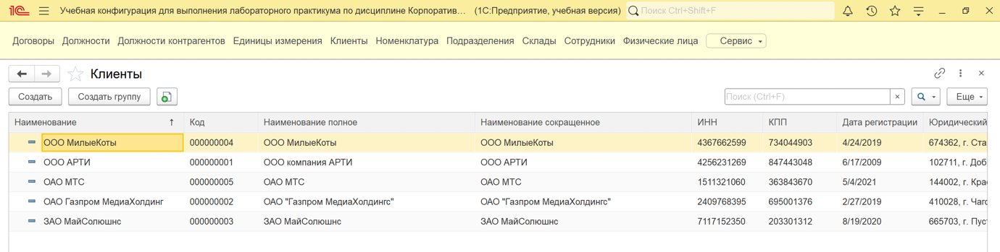 1С Учебная конфигурация для выполнения лабораторного практикума по дисциплине Корпоратив... (1С:Предприятие, учебная версия) Поиск Ctrl+Shift+F
Договоры Должности Должности контрагентов Единицы измерения Клиенты Номенклатура Подразделения Склады Сотрудники Физические лица Сервис
Клиенты
Создать Создать группу Поиск (Ctrl+F) Еще
Наименование Код Наименование полное Наименование сокращенное ИНН КПП Дата регистрации Юридический
ООО МилыеКоты 000000004 ООО МилыеКоты ООО МилыеКоты 4367662599 734044903 4/24/2019 674362, г. Ста
ООО АРТИ 000000001 ООО компания АРТИ ООО АРТИ 4256231269 847443048 6/17/2009 102711, г. Доб
ОАО МТС 000000005 ОАО МТС ОАО МТС 1511321060 363843670 5/4/2021 144002, г. Крас
ОАО Газпром МедиаХолдинг 000000002 ОАО "Газпром МедиаХолдингс" ОАО "Газпром МедиаХолдингс" 2409768395 695001376 2/27/2019 410028, г. Чаго
ЗАО МайСолюшнс 000000003 ЗАО МайСолюшнс ЗАО МайСолюшнс 7117152350 203301312 8/19/2020 665703, г. Пуст